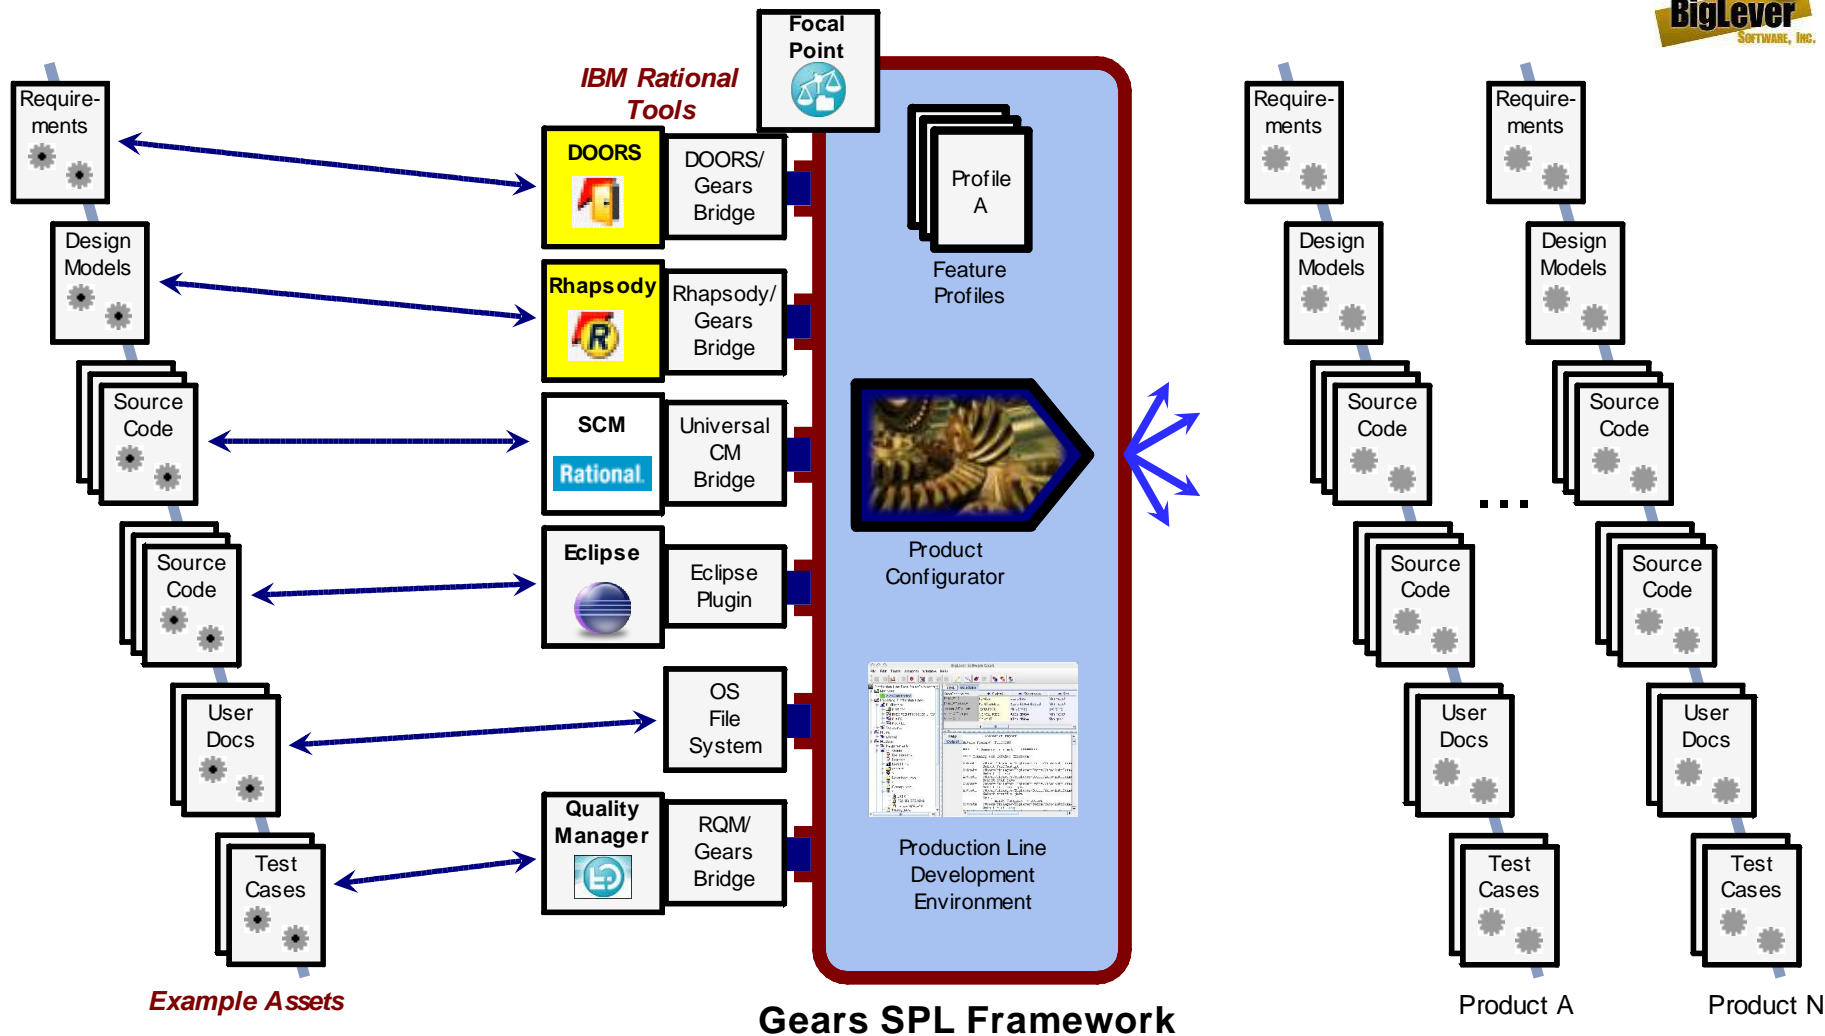 BigLever
SOFTWARE, INC.
Focal
Point
IBM Rational
Tools
Require-
ments
Design
Models
Source
Code
Source
Code
User
Docs
Test
Cases
Example Assets
DOORS
DOORS/
Gears
Bridge
Rhapsody
R
Rhapsody/
Gears
Bridge
SCM
Rational.
Universal
CM
Bridge
Eclipse
Eclipse
Plugin
OS
File
System
Quality
Manager
RQM/
Gears
Bridge
Profile
A
Feature
Profiles
Product
Configurator
Production Line
Development
Environment
Gears SPL Framework
Require-
ments
Design
Models
Source
Code
Source
Code
User
Docs
Test
Cases
Product A
...
Require-
ments
Design
Models
Source
Code
Source
Code
User
Docs
Test
Cases
Product N